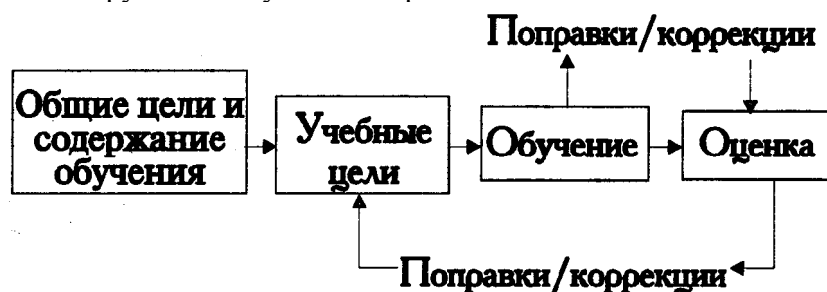 Поправки/коррекции
Общие цели и
содержание
обучения
Учебные
цели
Обучение
Оценка
Поправки/коррекции